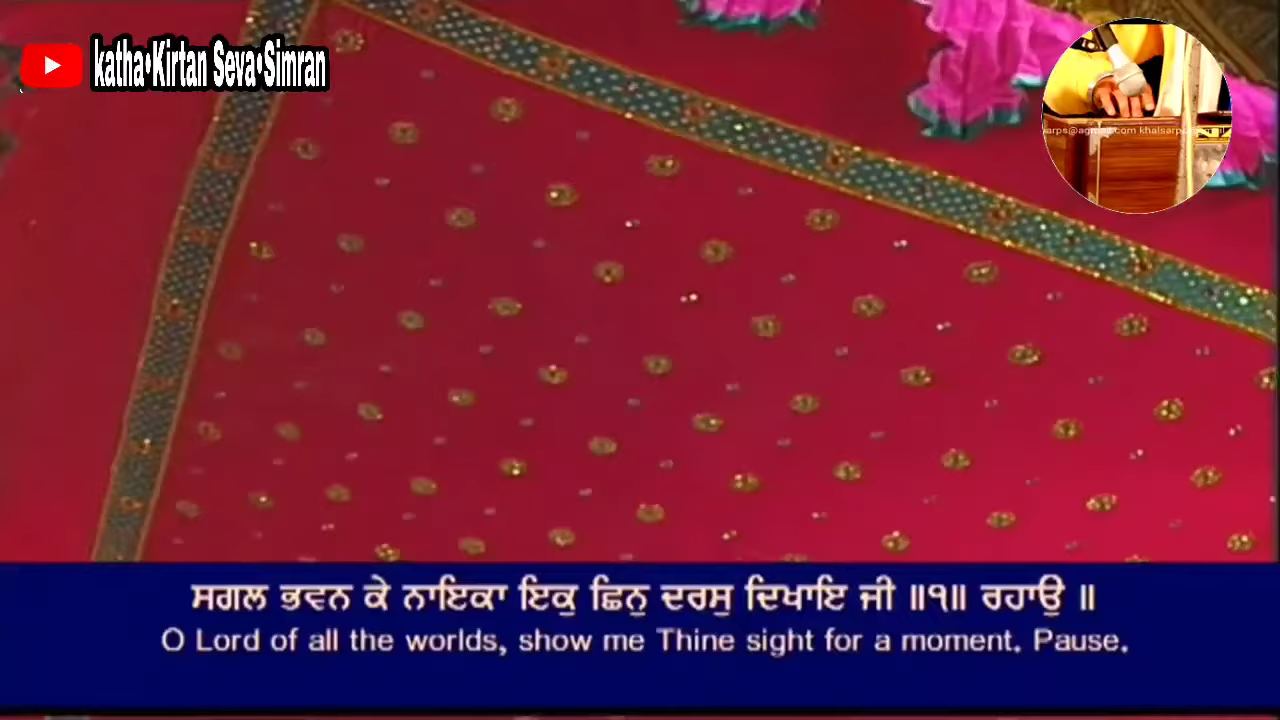 katha•Kirtan Seva•Simran
ਸਗਲ ਭਵਨ ਕੇ ਨਾਇਕਾ ਇਕੁ ਛਿਨੁ ਦਰਸੁ ਦਿਖਾਇ ਜੀ ॥੧॥ ਰਹਾਉ ॥
O Lord of all the worlds, show me Thine sight for a moment. Pause.